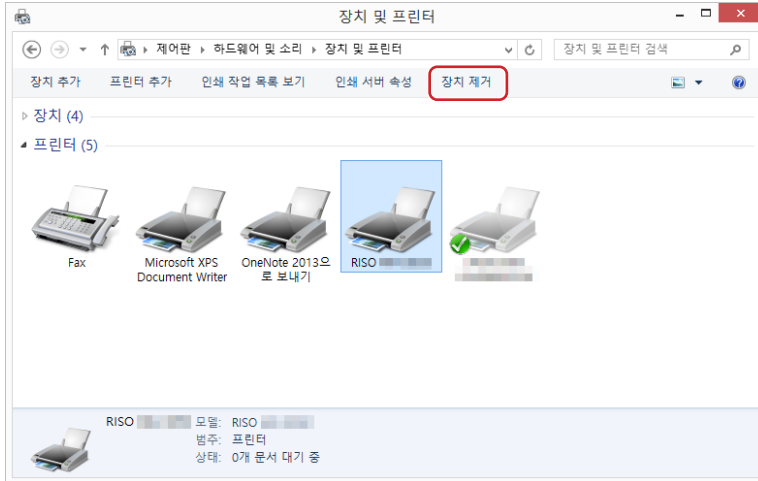 장치 및 프린터
제어판 ▸ 하드웨어 및 소리 ▸ 장치 및 프린터
장치 및 프린터 검색
장치 추가 프린터 추가 인쇄 작업 목록 보기 인쇄 서버 속성 장치 제거
장치 (4)
프린터 (5)
Fax
Microsoft XPS
Document Writer
OneNote 2013으
로 보내기
RISO
RISO
모델: RISO
범주: 프린터
상태: 0개 문서 대기 중